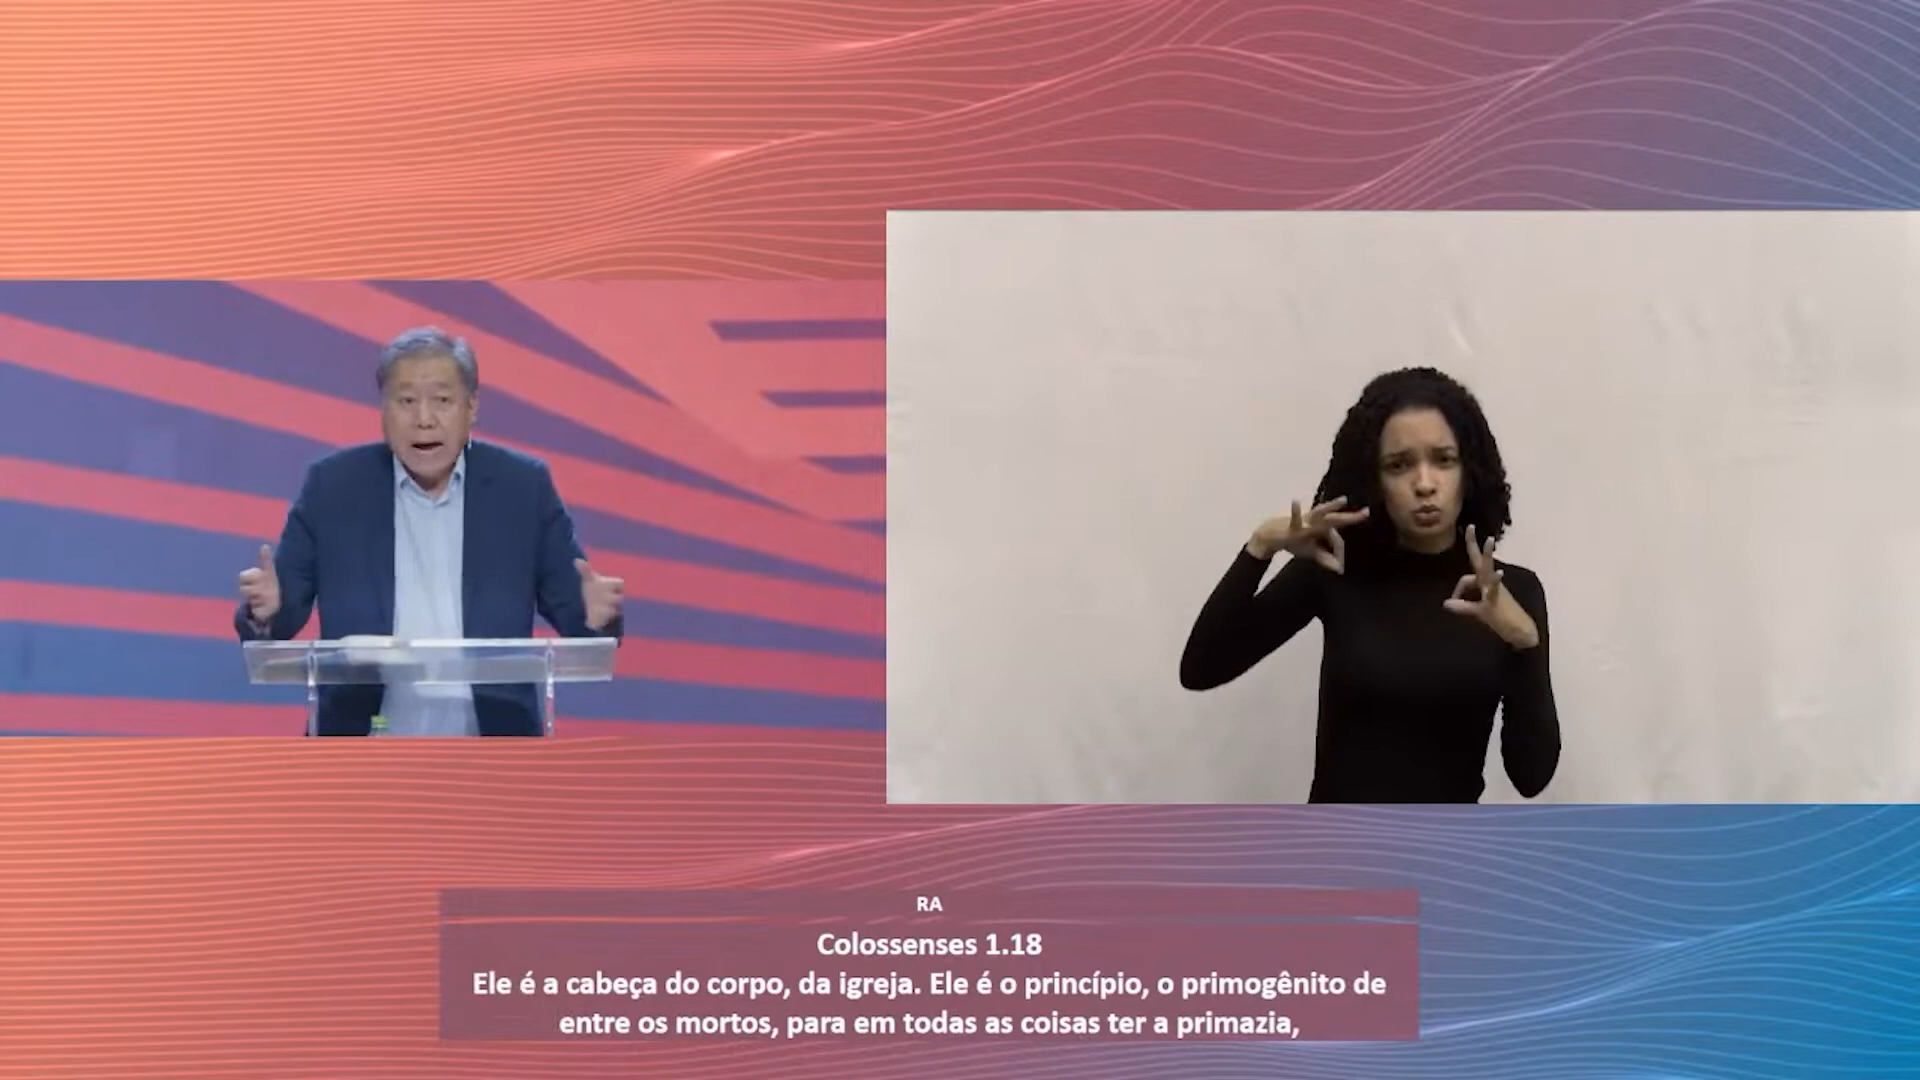 RA
Colossenses 1.18
Ele é a cabeça do corpo, da igreja. Ele é o princípio, o primogênito de
entre os mortos, para em todas as coisas ter a primazia,